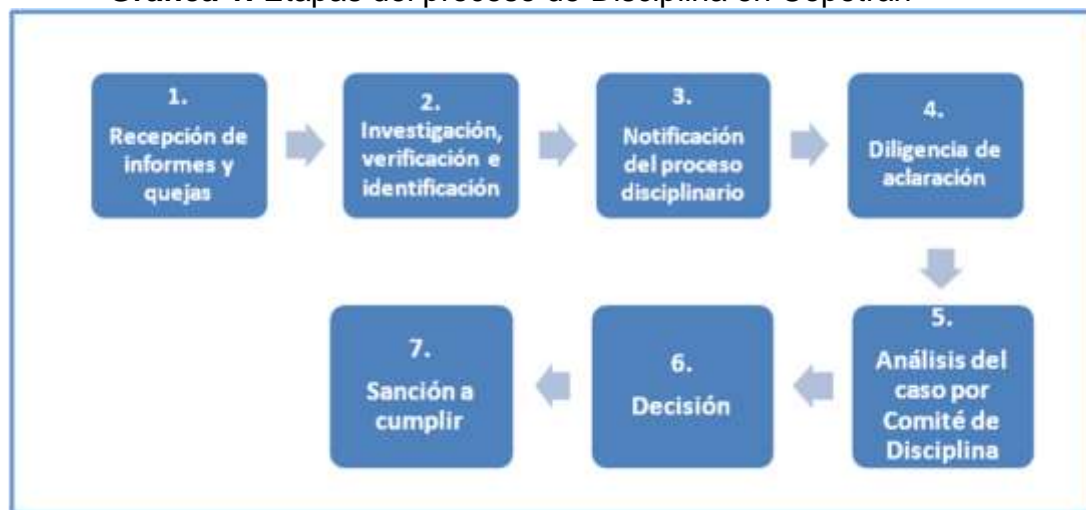 Etapas del proceso de Disciplina en Copetran
1.
Recepción de
informes y
quejas
2.
Investigación,
verificación e
identificación
3.
Notificación
del proceso
disciplinario
4.
Diligencia de
aclaración
5.
Análisis del
caso por
Comité de
Disciplina
6.
Decisión
7.
Sanción a
cumplir